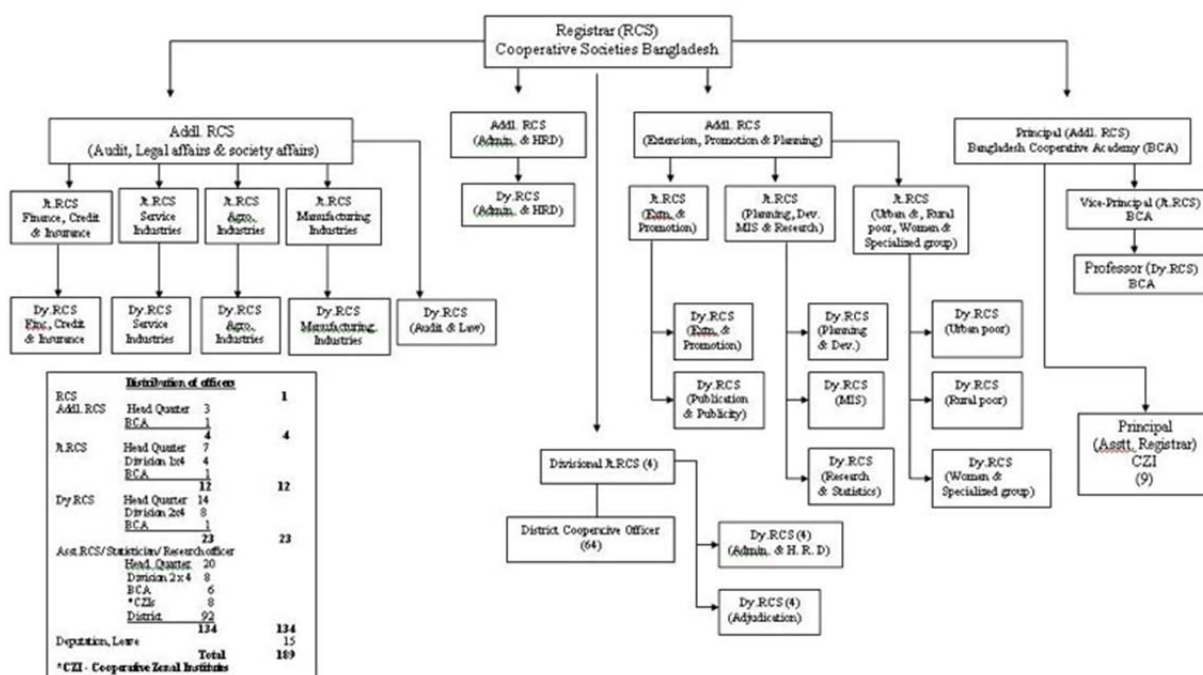 Registrar (RCS)
Cooperative Societies Bangladesh
Addl. RCS
(Audit, Legal affairs & society affairs)
Addl. RCS
(Admin. & HRD)
Addl. RCS
(Extension, Promotion & Planning)
Principal (Addl. RCS)
Bangladesh Cooperative Academy (BCA)
Jt.RCS
Finance, Credit
& Insurance
Jt.RCS
Service
Industries
Jt.RCS
Agro.
Industries
Jt.RCS
Manufacturing
Industries
Dy.RCS
(Admin. & HRD)
Jt.RCS
(Extn. &
Promotion)
Jt.RCS
(Planning, Dev.
MIS & Research)
Jt.RCS
(Urban &, Rural
poor, Women &
Specialized group)
Vice-Principal (Jt.RCS)
BCA
Professor (Dy.RCS)
BCA
Dy.RCS
Finc, Credit
& Insurance
Dy.RCS
Service
Industries
Dy.RCS
Agro.
Industries
Dy.RCS
Manufacturing
Industries
Dy.RCS
(Audit & Law)
Dy.RCS
(Extn. &
Promotion)
Dy.RCS
(Planning
& Dev.)
Dy.RCS
(Urban poor)
Dy.RCS
(Publication
& Publicity)
Dy.RCS
(MIS)
Dy.RCS
(Rural poor)
Dy.RCS
(Research
& Statistics)
Dy.RCS
(Women &
Specialized group)
Principal
(Asstt. Registrar)
CZI
(9)
Divisional Jt.RCS (4)
District Cooperative Officer
(64)
Dy.RCS (4)
(Admin. & H. R. D)
Dy.RCS (4)
(Adjudication)
Distribution of officers
RCS 1
Addl. RCS Head Quarter 3
BCA 1
4 4
Jt.RCS Head Quarter 7
Division 1x4 4
BCA 1
12 12
Dy.RCS Head Quarter 14
Division 2x4 8
BCA 1
23 23
Asst.RCS/Statistician/Research officer
Head Quarter 20
Division 2 x 4 8
BCA 6
*CZIs 8
District 92
134 134
Deputation, Leave 15
Total 189
*CZI - Cooperative Zonal Institutes